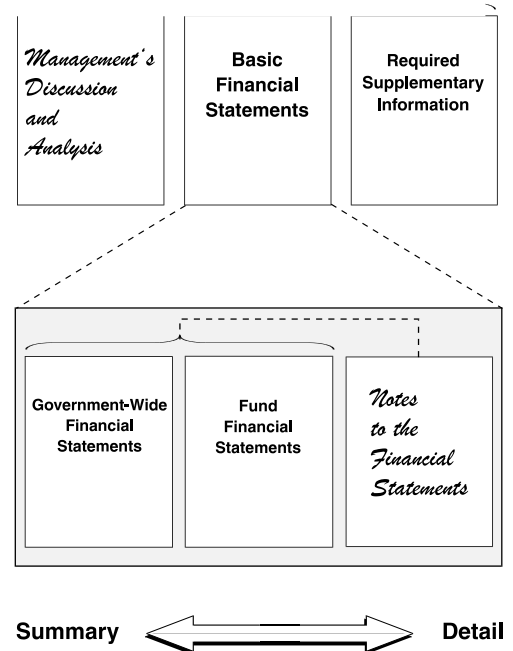 Management's
Discussion
and
Analysis
Basic
Financial
Statements
Required
Supplementary
Information
Government-Wide
Financial
Statements
Fund
Financial
Statements
Notes
to the
Financial
Statements
Summary
Detail